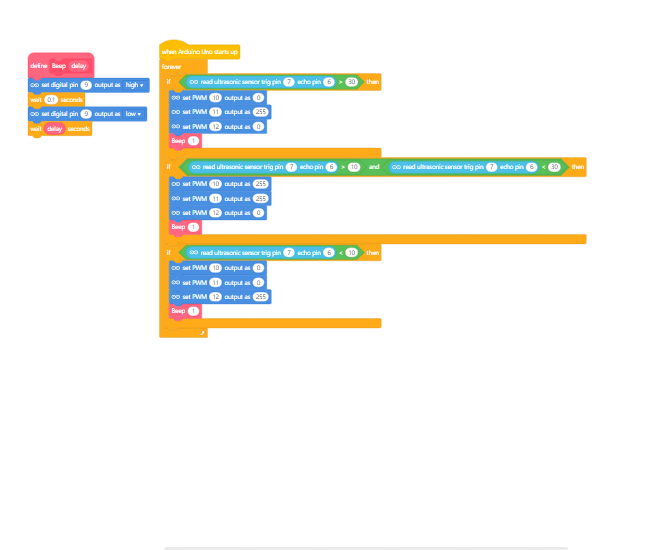 define Beep delay
set digital pin 9 output as high
wait 0.1 seconds
set digital pin 9 output as low
wait delay seconds
when Arduino Uno starts up
forever
if read ultrasonic sensor trig pin 7 echo pin 6 > 30 then
set PWM 10 output as 0
set PWM 11 output as 255
set PWM 12 output as 0
Beep 1
if read ultrasonic sensor trig pin 7 echo pin 6 > 10 and read ultrasonic sensor trig pin 7 echo pin 6 < 30 then
set PWM 10 output as 255
set PWM 11 output as 255
set PWM 12 output as 0
Beep 1
if read ultrasonic sensor trig pin 7 echo pin 6 < 10 then
set PWM 10 output as 0
set PWM 11 output as 0
set PWM 12 output as 255
Beep 1